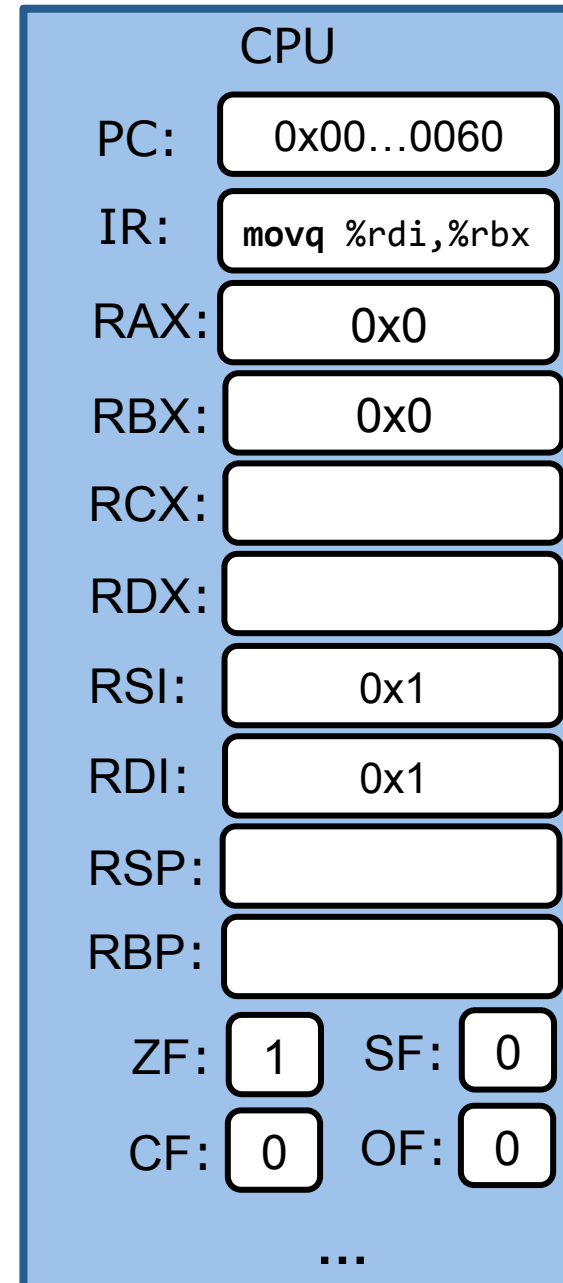 CPU
PC: 0x00...0060
IR: movq %rdi,%rbx
RAX: 0x0
RBX: 0x0
RCX:
RDX:
RSI: 0x1
RDI: 0x1
RSP:
RBP:
ZF: 1 SF: 0
CF: 0 OF: 0
...